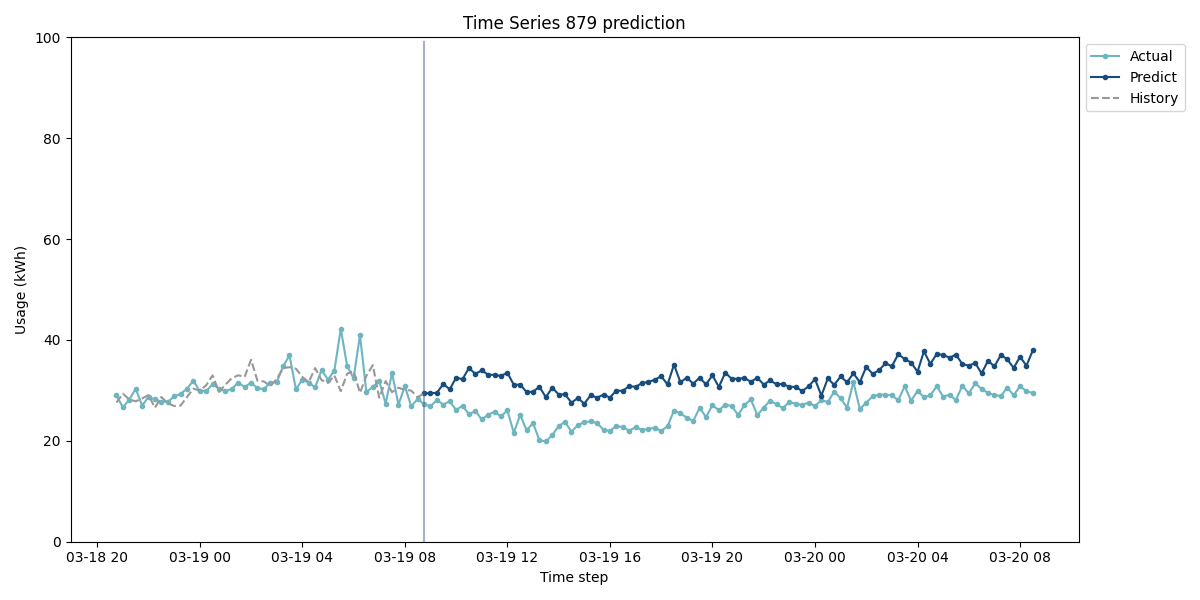 Time Series 879 prediction
100
80
60
40
20
0
Usage (kWh)
03-18 20
03-19 00
03-19 04
03-19 08
03-19 12
03-19 16
03-19 20
03-20 00
03-20 04
03-20 08
Time step
Actual
Predict
History